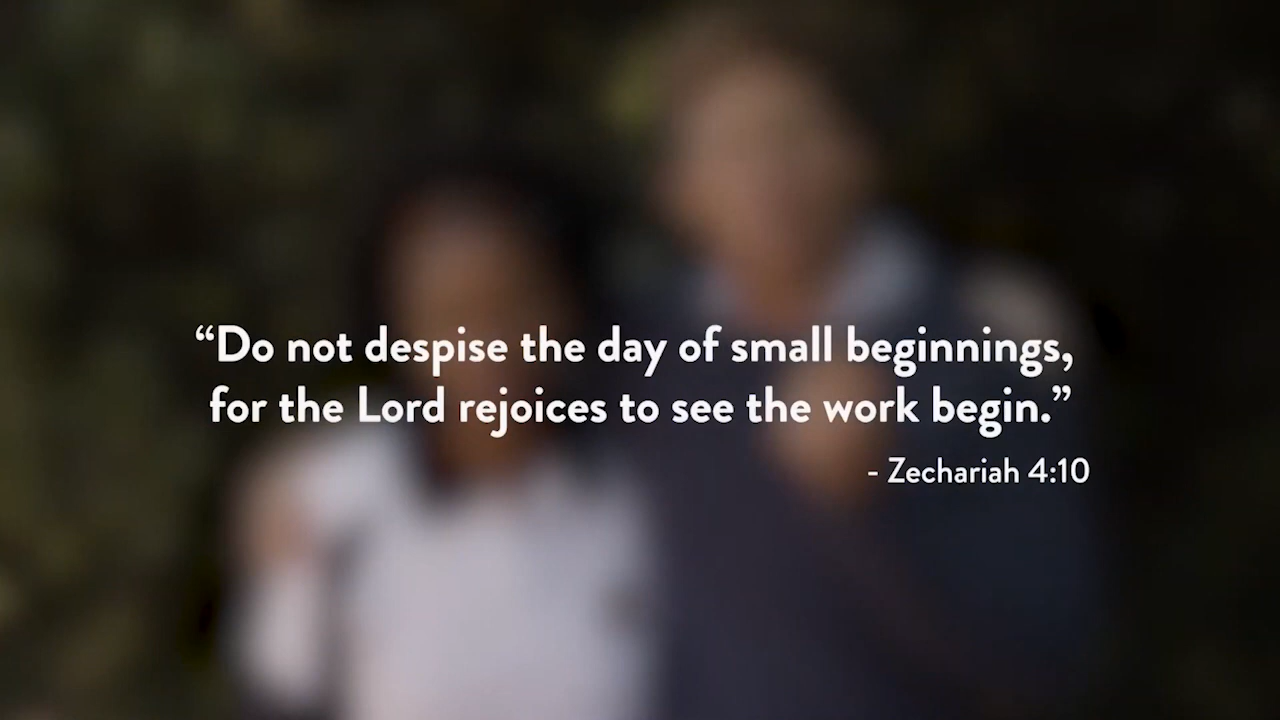 “Do not despise the day of small beginnings,
for the Lord rejoices to see the work begin.”
- Zechariah 4:10